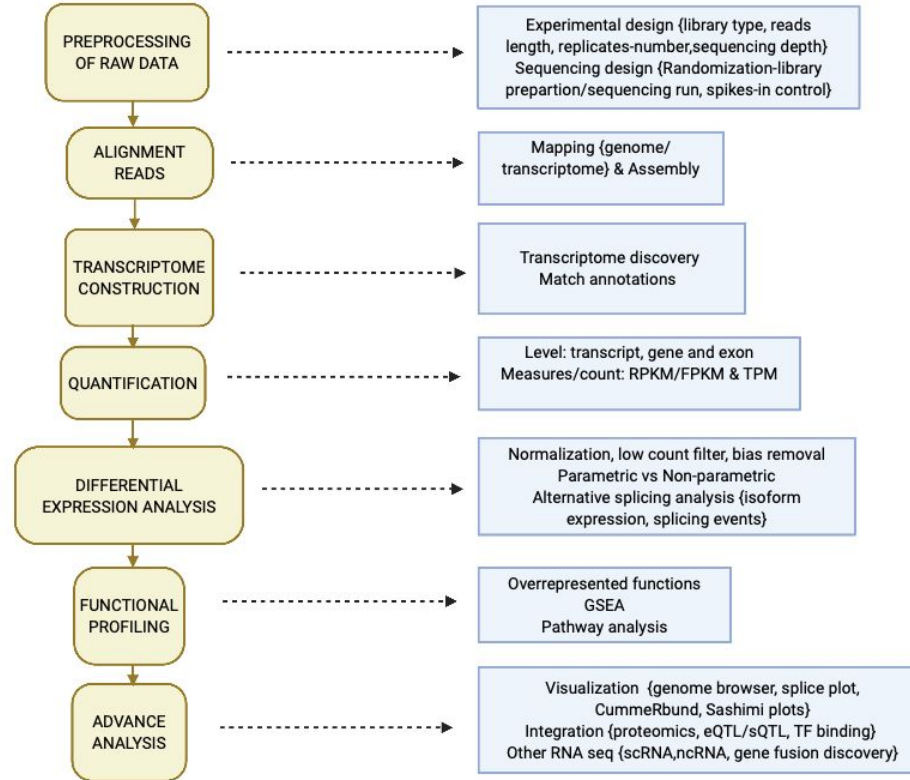 PREPROCESSING
OF RAW DATA
Experimental design {library type, reads
length, replicates-number,sequencing depth}
Sequencing design {Randomization-library
prepartion/sequencing run, spikes-in control}
ALIGNMENT
READS
Mapping {genome/
transcriptome} & Assembly
TRANSCRIPTOME
CONSTRUCTION
Transcriptome discovery
Match annotations
QUANTIFICATION
Level: transcript, gene and exon
Measures/count: RPKM/FPKM & TPM
DIFFERENTIAL
EXPRESSION ANALYSIS
Normalization, low count filter, bias removal
Parametric vs Non-parametric
Alternative splicing analysis {isoform
expression, splicing events}
FUNCTIONAL
PROFILING
Overrepresented functions
GSEA
Pathway analysis
ADVANCE
ANALYSIS
Visualization {genome browser, splice plot,
CummeRbund, Sashimi plots}
Integration {proteomics, eQTL/sQTL, TF binding}
Other RNA seq {scRNA,ncRNA, gene fusion discovery}